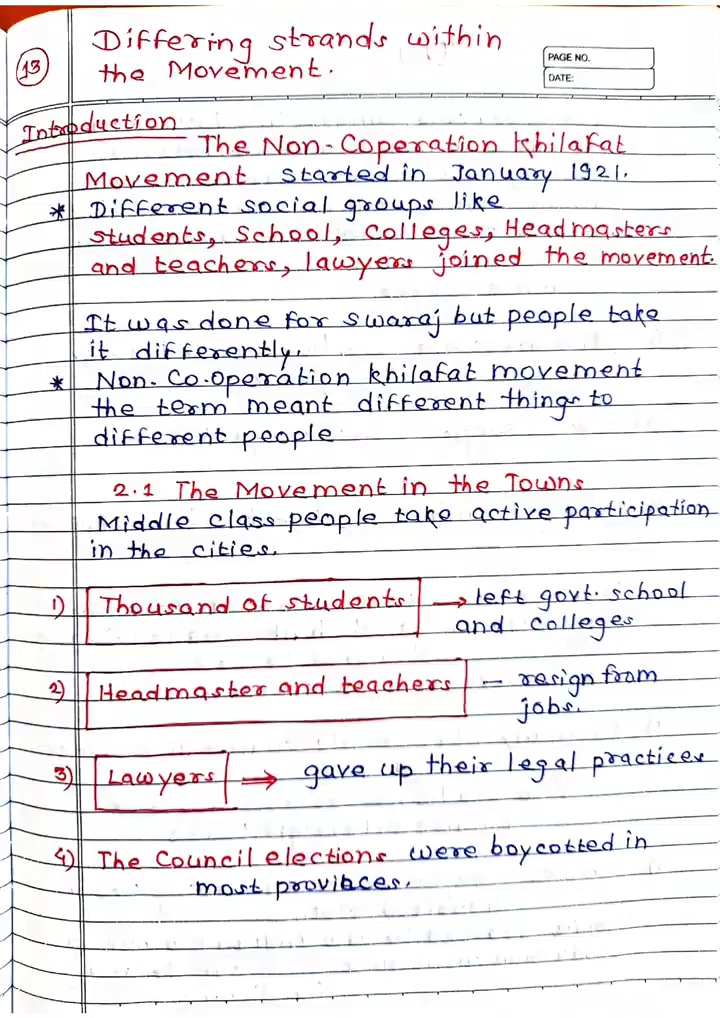 13
Differing strands within
the Movement.
PAGE NO.
DATE:
Introduction
The Non-Coperation Khilafat
Movement started in January 1921.
* Different social groups like
students, School, Colleges, Headmasters
and teachers, lawyers joined the movement.
It was done for swaraj but people take
it differently.
* Non-Co.operation khilafat movement
the term meant different things to
different people
2.1 The Movement in the Towns
Middle class people take active participation
in the cities.
1) Thousand of students → left govt. school
and colleges
2) Headmaster and teachers – resign from
jobs.
3) Lawyers ⇒ gave up their legal practices
4) The Council elections were boycotted in
most provinces.